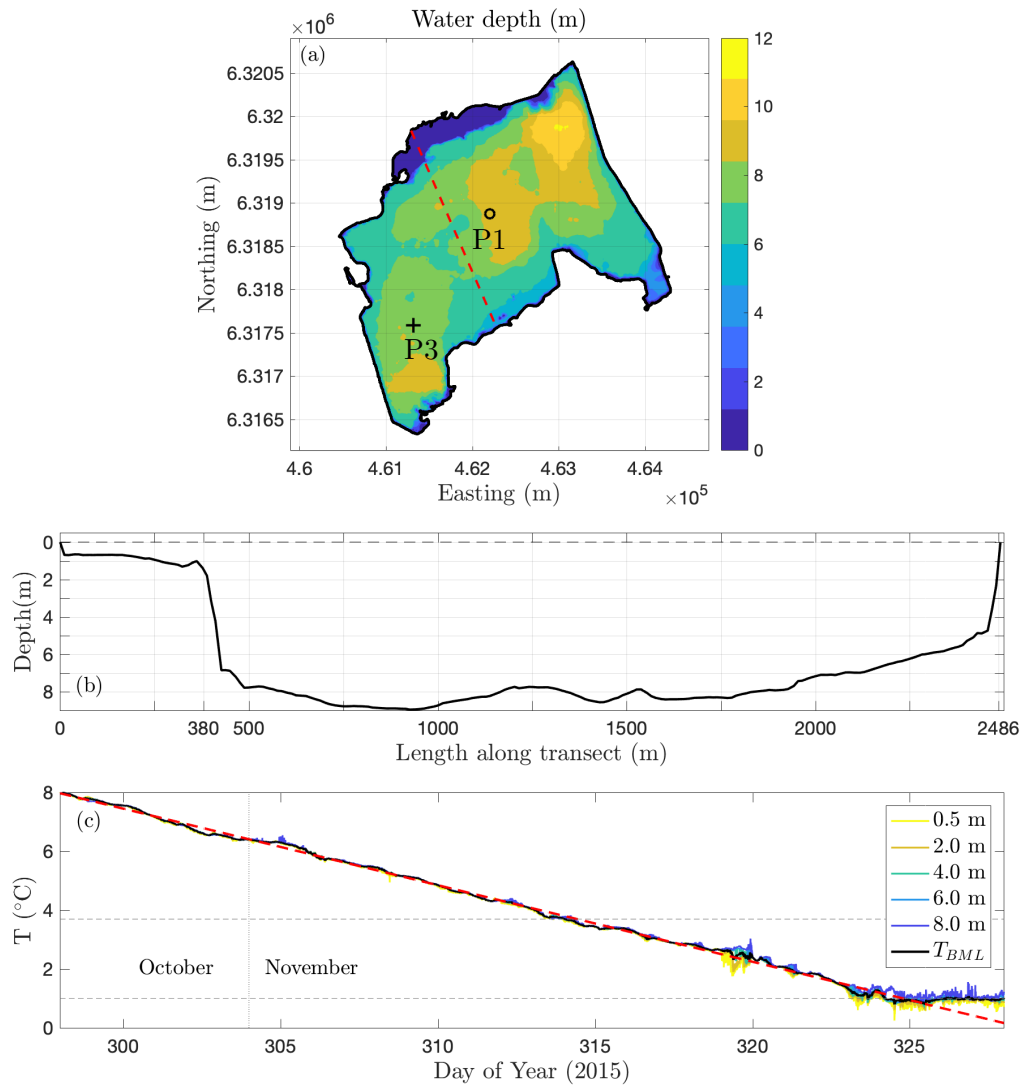 Water depth (m)
×10⁶
(a)
12
6.3205
6.32
10
6.3195
8
6.319
P1
6.3185
6
6.318
4
6.3175
P3
6.317
2
6.3165
0
Northing (m)
4.6 4.61 4.62 4.63 4.64
Easting (m)
×10⁵
0
2
4
6
8
Depth(m)
(b)
0 380 500 1000 1500 2000 2486
Length along transect (m)
8
(c)
0.5 m
2.0 m
4.0 m
6.0 m
8.0 m
T_BML
6
4
2
0
T (°C)
October November
300 305 310 315 320 325
Day of Year (2015)